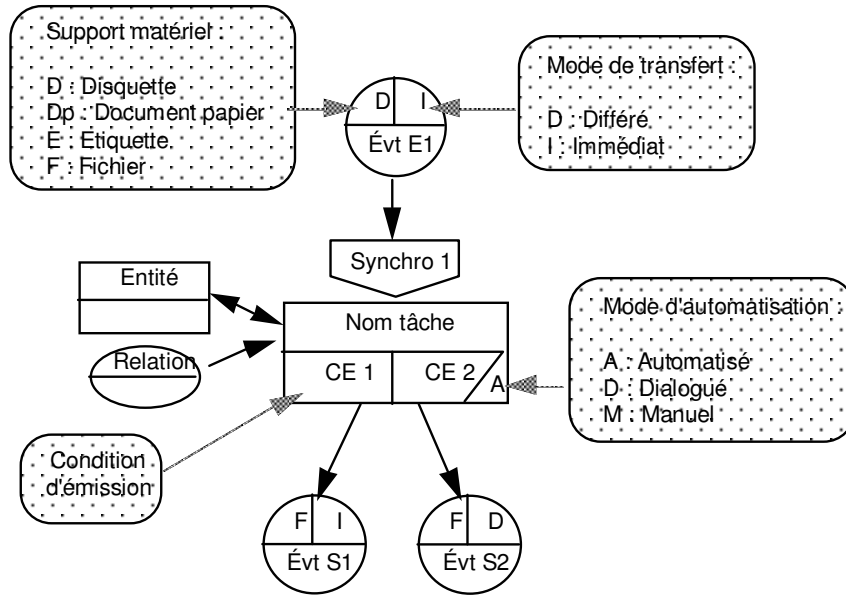 Support matériel :
D : Disquette
Dp : Document papier
E : Etiquette
F : Fichier
D I
Évt E1
Mode de transfert :
D : Différé
I : Immédiat
Synchro 1
Entité
Relation
Nom tâche
CE 1 CE 2 A
Mode d'automatisation :
A : Automatisé
D : Dialogué
M : Manuel
Condition
d'émission
F I
Évt S1
F D
Évt S2